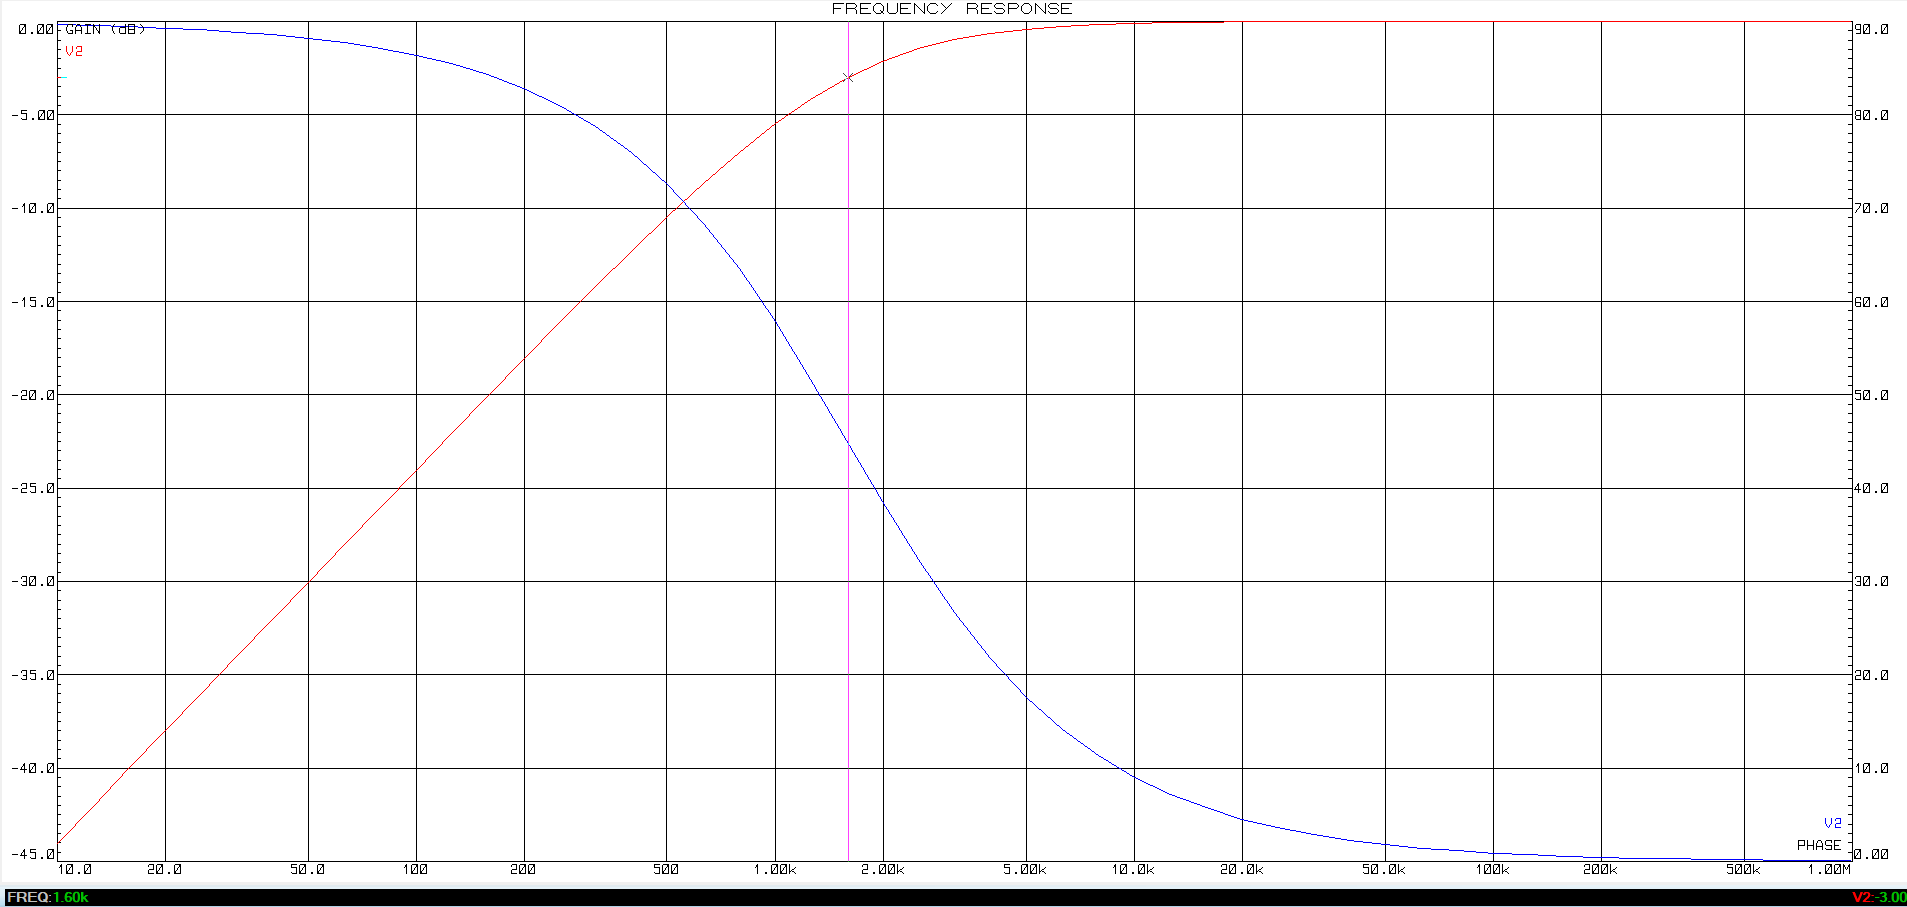 FREQUENCY RESPONSE
0.00 GAIN (dB) 90.0
V2
-5.00 80.0
-10.0 70.0
-15.0 60.0
-20.0 50.0
-25.0 40.0
-30.0 30.0
-35.0 20.0
-40.0 10.0
V2
PHASE
-45.0 0.00
10.0 20.0 50.0 100 200 500 1.00k 2.00k 5.00k 10.0k 20.0k 50.0k 100k 200k 500k 1.00M
FREQ:1.60k V2:-3.00